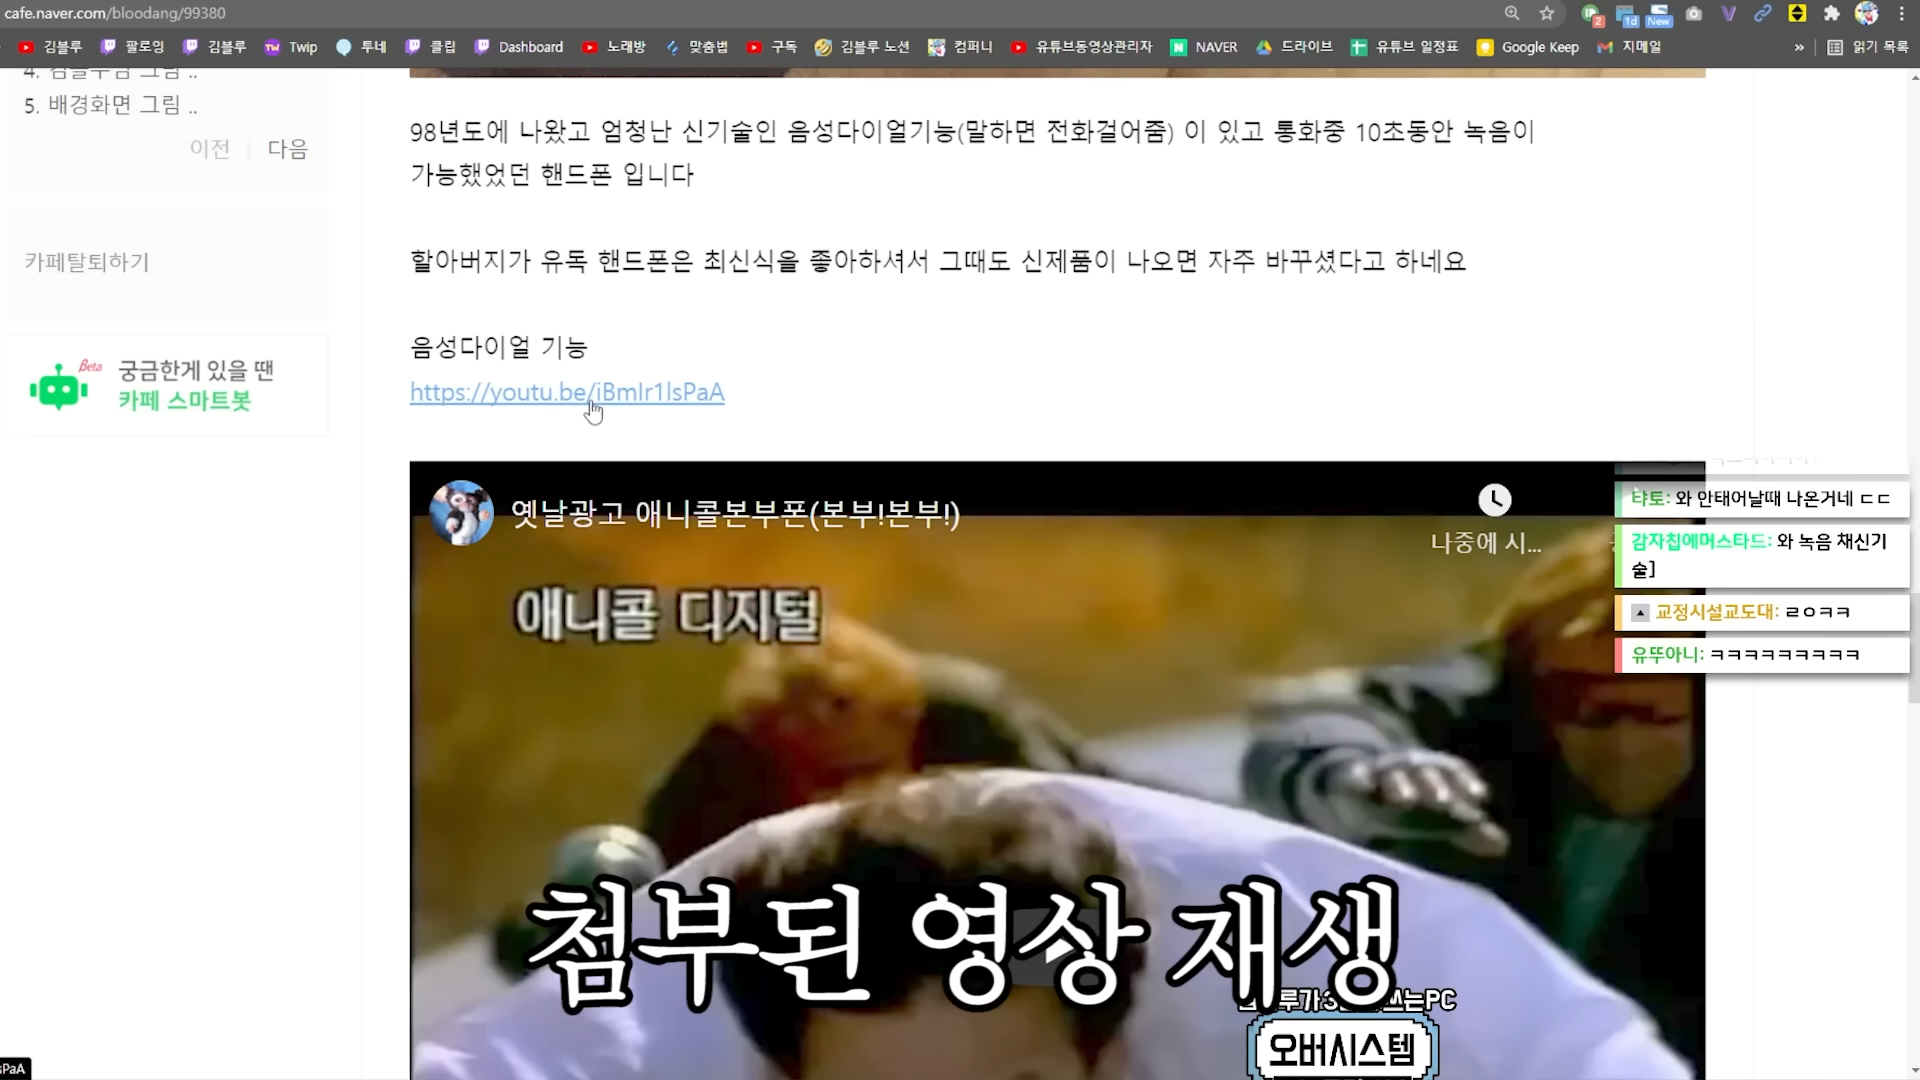 cafe.naver.com/bloodang/99380
2
1d
New
김블루
팔로잉
김블루
Twip
투네
클립
Dashboard
노래방
맞춤법
구독
김블루 노션
컴퍼니
유튜브동영상관리자
NAVER
드라이브
유튜브 일정표
Google Keep
지메일
»
읽기 목록
5. 배경화면 그림 ..
이전
다음
카페탈퇴하기
Beta
궁금한게 있을 땐
카페 스마트봇
98년도에 나왔고 엄청난 신기술인 음성다이얼기능(말하면 전화걸어줌) 이 있고 통화중 10초동안 녹음이
가능했었던 핸드폰 입니다
할아버지가 유독 핸드폰은 최신식을 좋아하셔서 그때도 신제품이 나오면 자주 바꾸셨다고 하네요
음성다이얼 기능
https://youtu.be/iBmIr1lsPaA
옛날광고 애니콜본부폰(본부!본부!)
나중에 시...
애니콜 디지털
탸토: 와 안태어날때 나온거네 ㄷㄷ
감자칩에머스타드: 와 녹음 채신기
술]
교정시설교도대: ㄹㅇㅋㅋ
유뚜아니: ㅋㅋㅋㅋㅋㅋㅋㅋㅋ
첨부된 영상 재생
는PC
오버시스템
sPaA